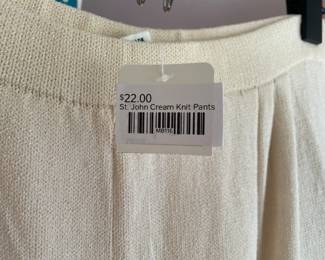 $22.00
St. John Cream Knit Pants